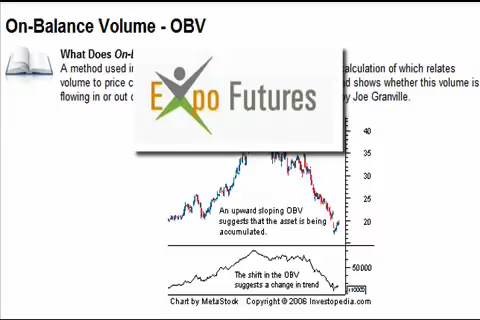 On-Balance Volume - OBV
What Does On-
A method used in calculation of which relates
volume to price c nd shows whether this volume is
flowing in or out o by Joe Granville.
Expo Futures
40
35
30
25
20
An upward sloping OBV
suggests that the asset is being
accumulated.
The shift in the OBV
suggests a change in trend
50000
x10000
Chart by MetaStock Copyright © 2006 Investopedia.com